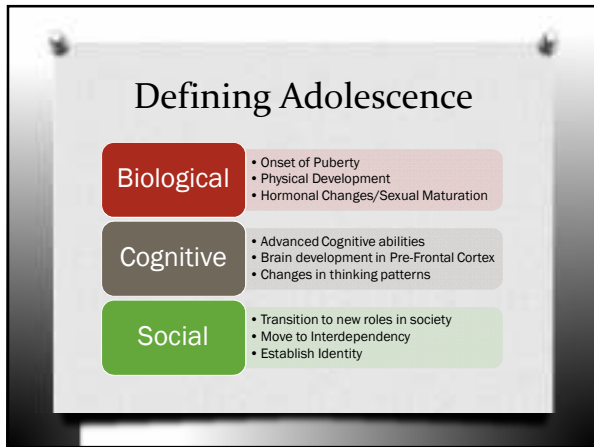 Defining Adolescence
Biological
• Onset of Puberty
• Physical Development
• Hormonal Changes/Sexual Maturation
Cognitive
• Advanced Cognitive abilities
• Brain development in Pre-Frontal Cortex
• Changes in thinking patterns
Social
• Transition to new roles in society
• Move to Interdependency
• Establish Identity